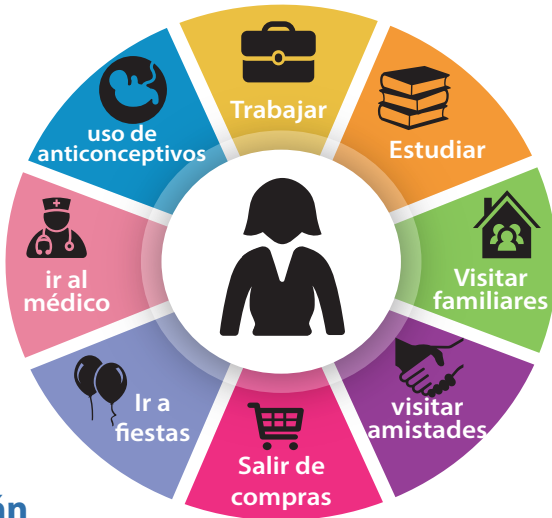 Trabajar
Estudiar
Visitar
familiares
visitar
amistades
Salir de
compras
Ir a
fiestas
ir al
médico
uso de
anticonceptivos